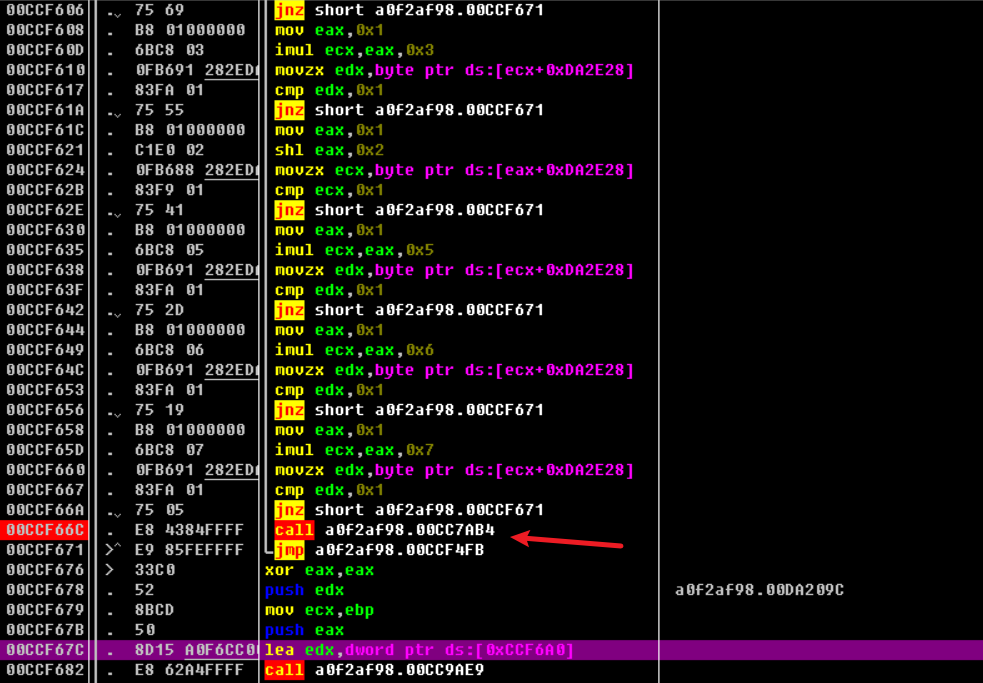 00CCF606 . 75 69 jnz short a0f2af98.00CCF671
00CCF608 . B8 01000000 mov eax,0x1
00CCF60D . 6BC8 03 imul ecx,eax,0x3
00CCF610 . 0FB691 282ED movzx edx,byte ptr ds:[ecx+0xDA2E28]
00CCF617 . 83FA 01 cmp edx,0x1
00CCF61A . 75 55 jnz short a0f2af98.00CCF671
00CCF61C . B8 01000000 mov eax,0x1
00CCF621 . C1E0 02 shl eax,0x2
00CCF624 . 0FB688 282ED movzx ecx,byte ptr ds:[eax+0xDA2E28]
00CCF62B . 83F9 01 cmp ecx,0x1
00CCF62E . 75 41 jnz short a0f2af98.00CCF671
00CCF630 . B8 01000000 mov eax,0x1
00CCF635 . 6BC8 05 imul ecx,eax,0x5
00CCF638 . 0FB691 282ED movzx edx,byte ptr ds:[ecx+0xDA2E28]
00CCF63F . 83FA 01 cmp edx,0x1
00CCF642 . 75 2D jnz short a0f2af98.00CCF671
00CCF644 . B8 01000000 mov eax,0x1
00CCF649 . 6BC8 06 imul ecx,eax,0x6
00CCF64C . 0FB691 282ED movzx edx,byte ptr ds:[ecx+0xDA2E28]
00CCF653 . 83FA 01 cmp edx,0x1
00CCF656 . 75 19 jnz short a0f2af98.00CCF671
00CCF658 . B8 01000000 mov eax,0x1
00CCF65D . 6BC8 07 imul ecx,eax,0x7
00CCF660 . 0FB691 282ED movzx edx,byte ptr ds:[ecx+0xDA2E28]
00CCF667 . 83FA 01 cmp edx,0x1
00CCF66A . 75 05 jnz short a0f2af98.00CCF671
00CCF66C . E8 4384FFFF call a0f2af98.00CC7AB4
00CCF671 >^ E9 85FEFFFF jmp a0f2af98.00CCF4FB
00CCF676 > 33C0 xor eax,eax
00CCF678 . 52 push edx a0f2af98.00DA209C
00CCF679 . 8BCD mov ecx,ebp
00CCF67B . 50 push eax
00CCF67C . 8D15 A0F6CC0 lea edx,dword ptr ds:[0xCCF6A0]
00CCF682 . E8 62A4FFFF call a0f2af98.00CC9AE9